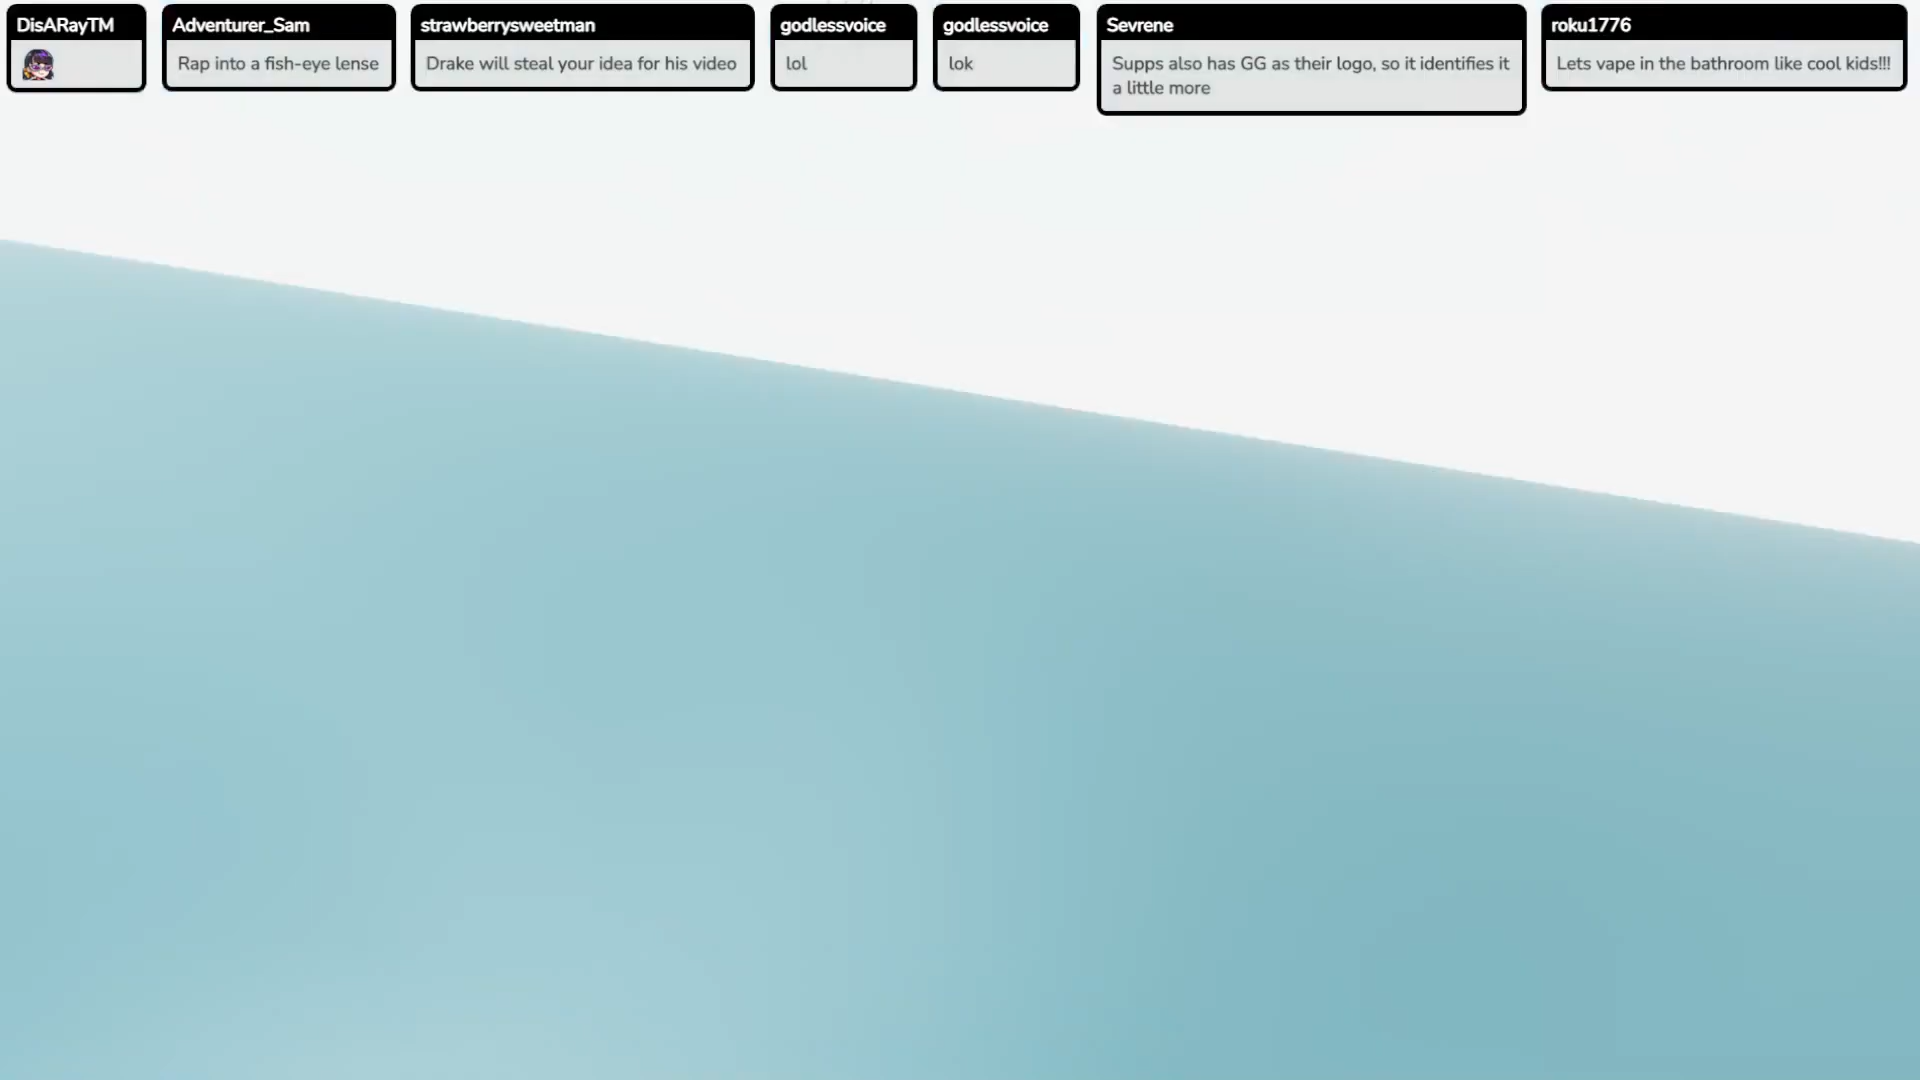 DisARayTM
Adventurer_Sam
Rap into a fish-eye lense
strawberrysweetman
Drake will steal your idea for his video
godlessvoice
lol
godlessvoice
lok
Sevrene
Supps also has GG as their logo, so it identifies it
a little more
roku1776
Lets vape in the bathroom like cool kids!!!